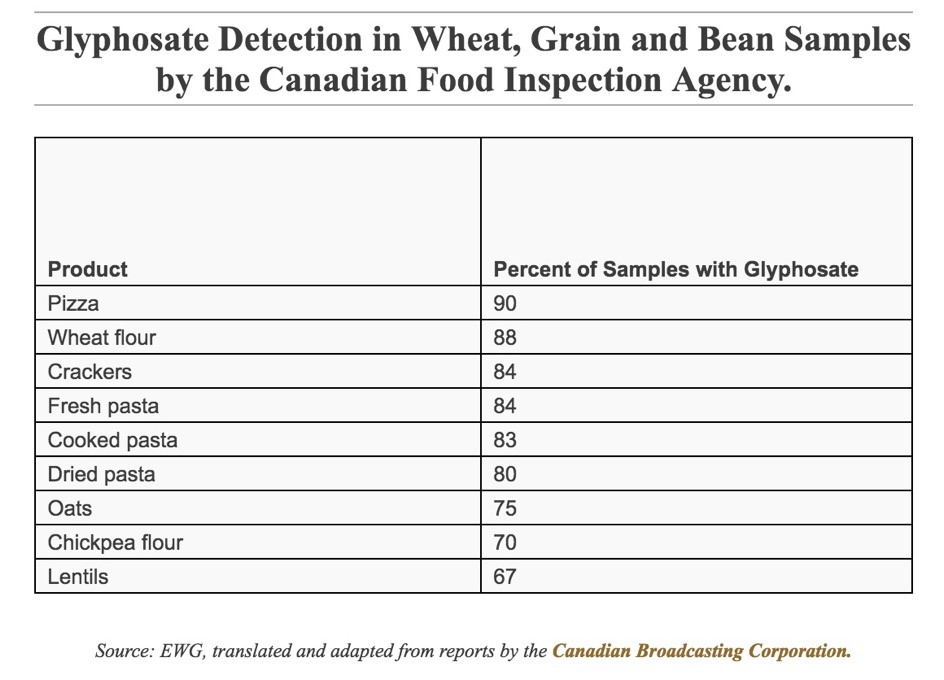 Glyphosate Detection in Wheat, Grain and Bean Samples
by the Canadian Food Inspection Agency.
Product Percent of Samples with Glyphosate
Pizza 90
Wheat flour 88
Crackers 84
Fresh pasta 84
Cooked pasta 83
Dried pasta 80
Oats 75
Chickpea flour 70
Lentils 67
Source: EWG, translated and adapted from reports by the Canadian Broadcasting Corporation.